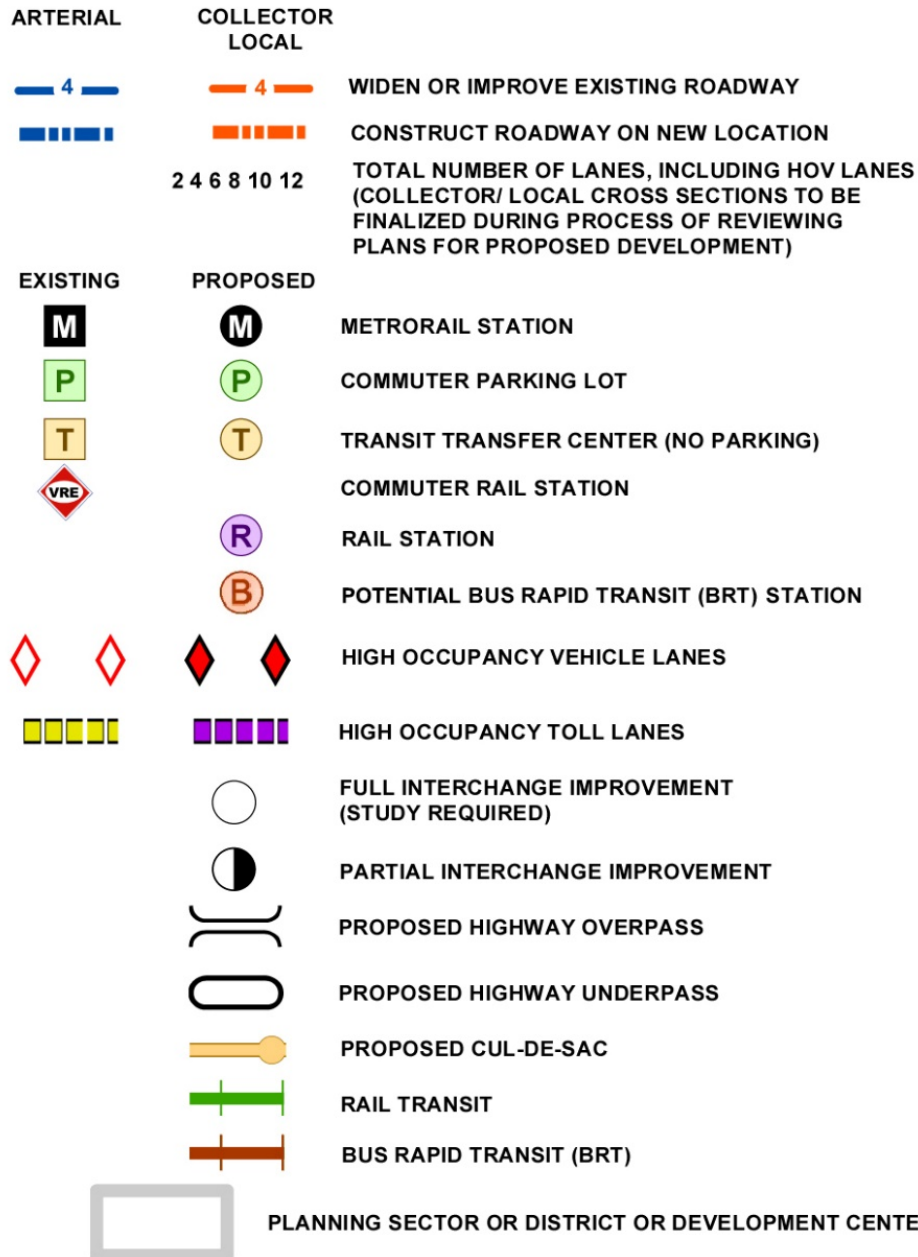 ARTERIAL
COLLECTOR
LOCAL
4
4
WIDEN OR IMPROVE EXISTING ROADWAY
CONSTRUCT ROADWAY ON NEW LOCATION
2 4 6 8 10 12
TOTAL NUMBER OF LANES, INCLUDING HOV LANES
(COLLECTOR/ LOCAL CROSS SECTIONS TO BE
FINALIZED DURING PROCESS OF REVIEWING
PLANS FOR PROPOSED DEVELOPMENT)
EXISTING
PROPOSED
M
M
METRORAIL STATION
P
P
COMMUTER PARKING LOT
T
T
TRANSIT TRANSFER CENTER (NO PARKING)
VRE
COMMUTER RAIL STATION
R
RAIL STATION
B
POTENTIAL BUS RAPID TRANSIT (BRT) STATION
HIGH OCCUPANCY VEHICLE LANES
HIGH OCCUPANCY TOLL LANES
FULL INTERCHANGE IMPROVEMENT
(STUDY REQUIRED)
PARTIAL INTERCHANGE IMPROVEMENT
PROPOSED HIGHWAY OVERPASS
PROPOSED HIGHWAY UNDERPASS
PROPOSED CUL-DE-SAC
RAIL TRANSIT
BUS RAPID TRANSIT (BRT)
PLANNING SECTOR OR DISTRICT OR DEVELOPMENT CENTE